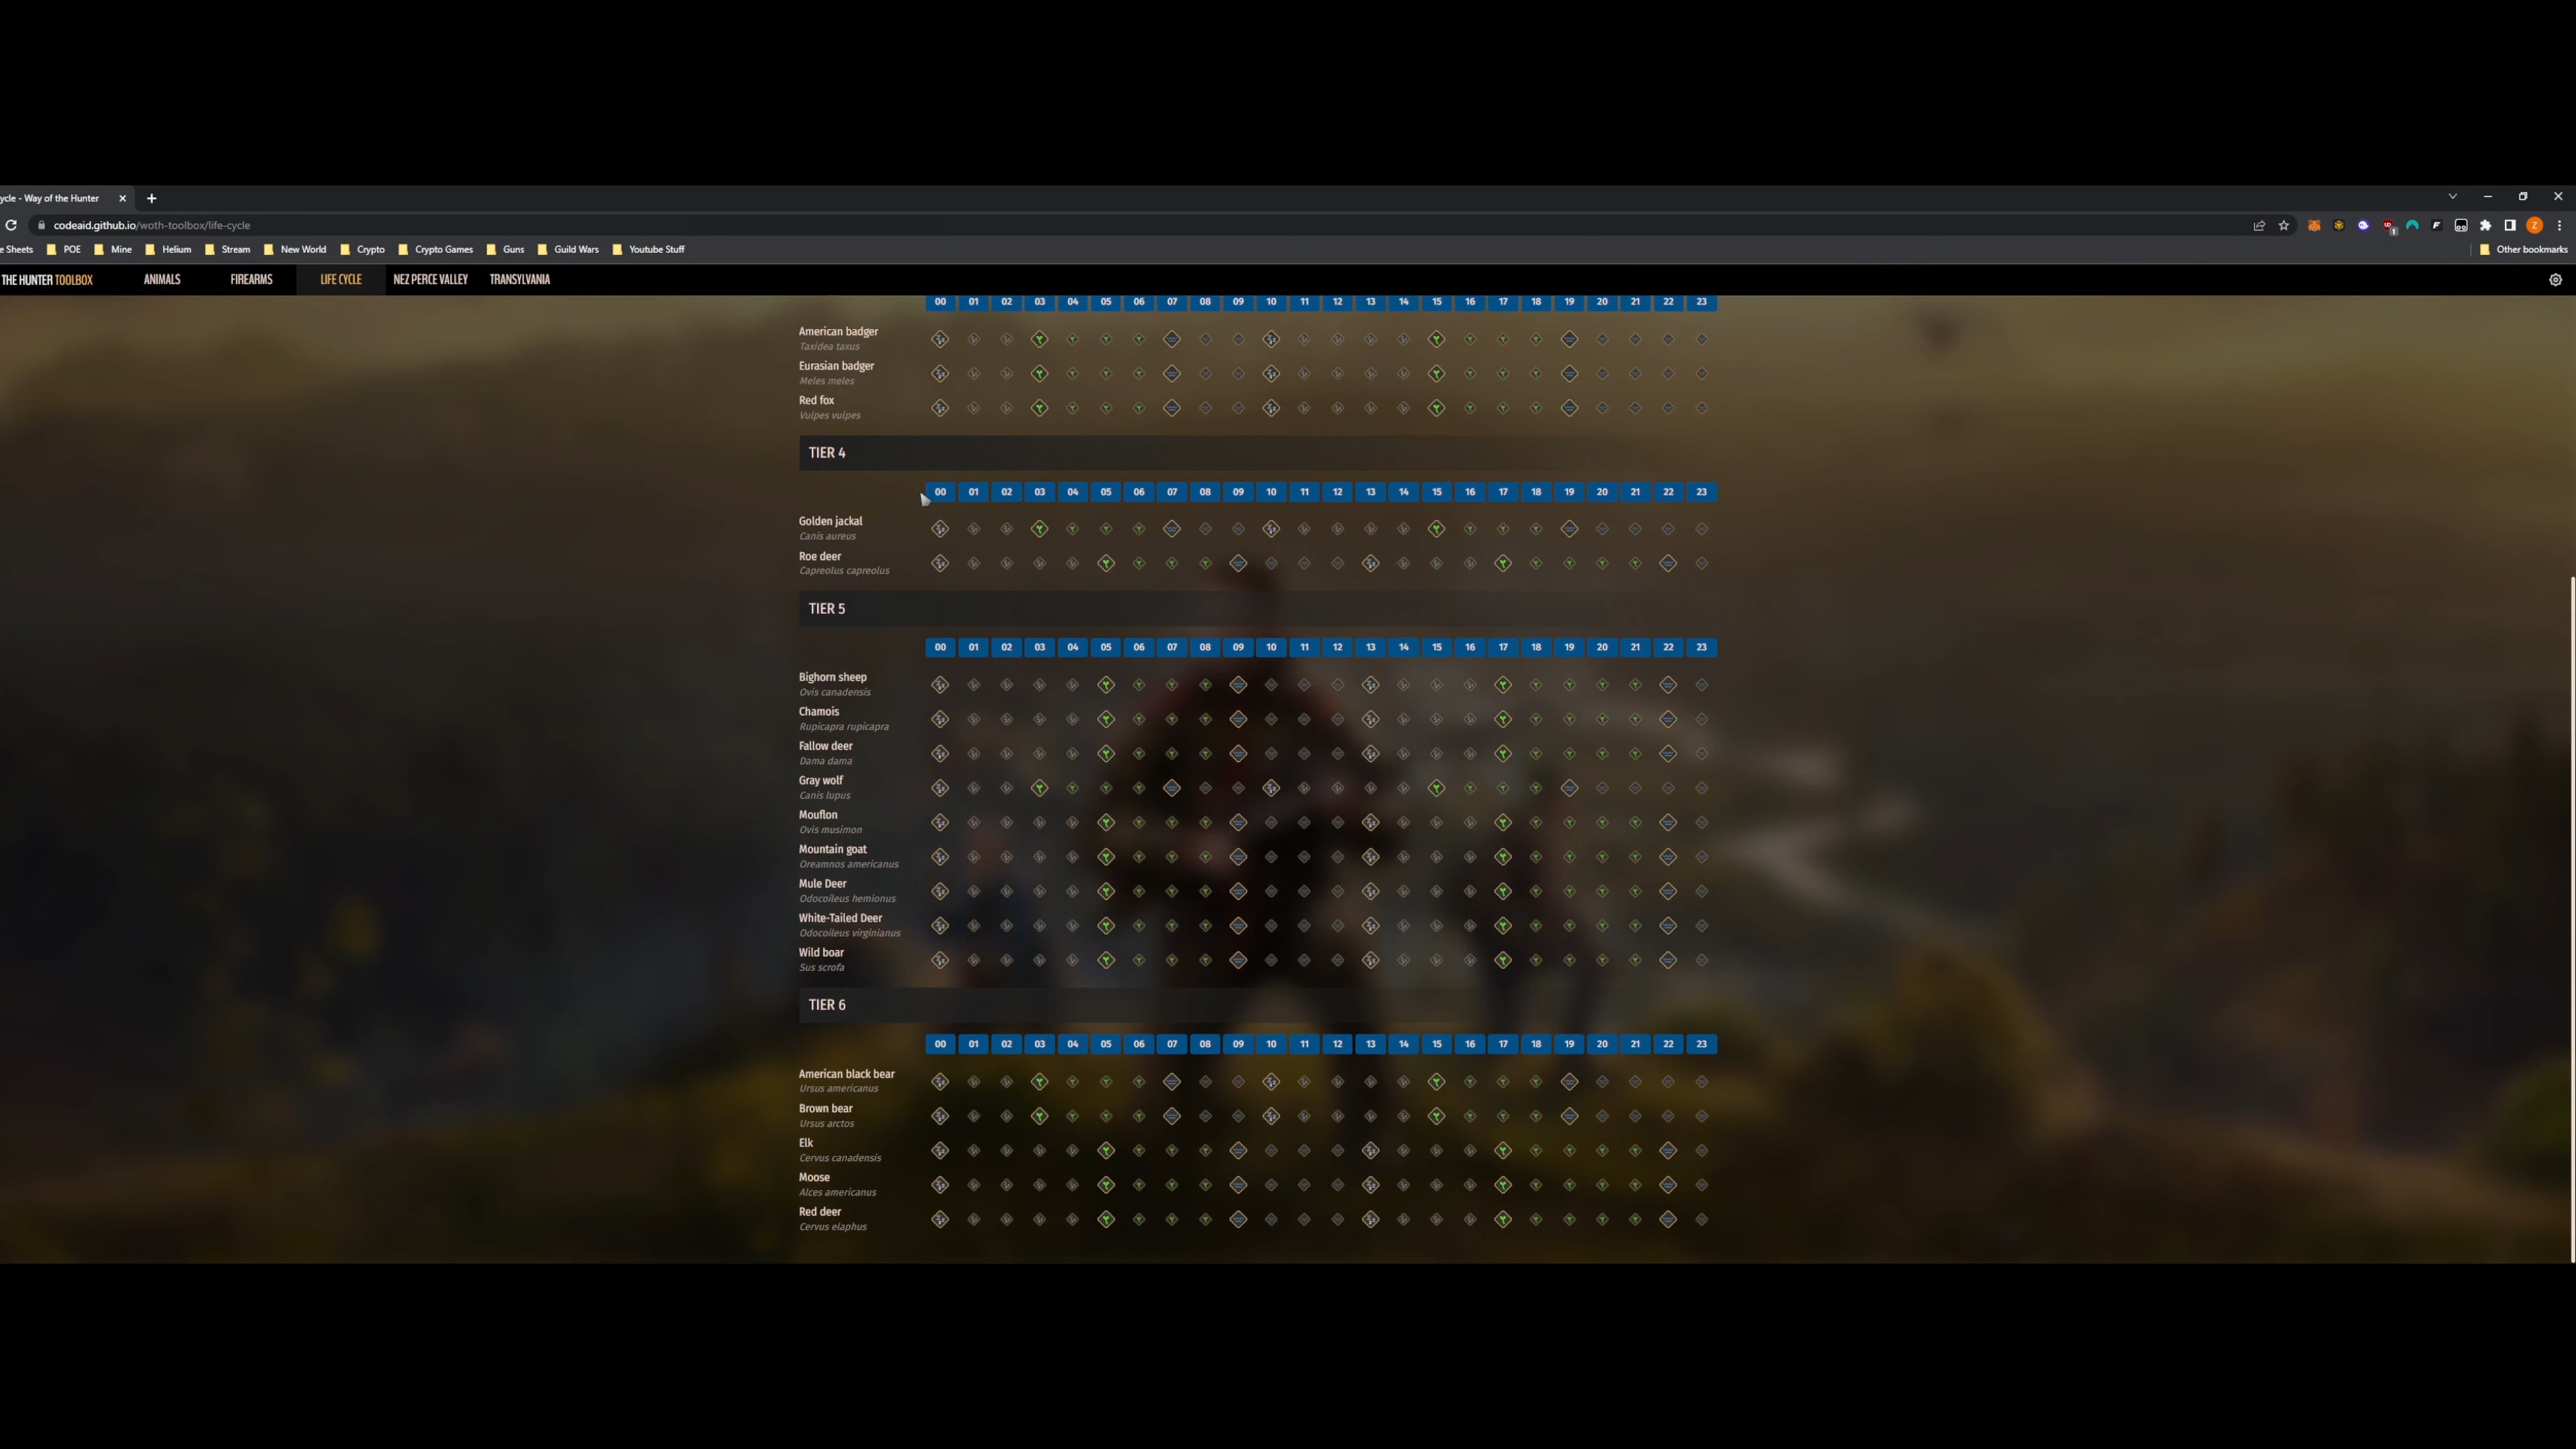 ycle - Way of the Hunter
codeaid.github.io/woth-toolbox/life-cycle
e Sheets POE Mine Helium Stream New World Crypto Crypto Games Guns Guild Wars Youtube Stuff Other bookmarks
THE HUNTER TOOLBOX ANIMALS FIREARMS LIFE CYCLE NEZ PERCE VALLEY TRANSYLVANIA
00 01 02 03 04 05 06 07 08 09 10 11 12 13 14 15 16 17 18 19 20 21 22 23
American badger
Taxidea taxus
Eurasian badger
Meles meles
Red fox
Vulpes vulpes
TIER 4
00 01 02 03 04 05 06 07 08 09 10 11 12 13 14 15 16 17 18 19 20 21 22 23
Golden jackal
Canis aureus
Roe deer
Capreolus capreolus
TIER 5
00 01 02 03 04 05 06 07 08 09 10 11 12 13 14 15 16 17 18 19 20 21 22 23
Bighorn sheep
Ovis canadensis
Chamois
Rupicapra rupicapra
Fallow deer
Dama dama
Gray wolf
Canis lupus
Mouflon
Ovis musimon
Mountain goat
Oreamnos americanus
Mule Deer
Odocoileus hemionus
White-Tailed Deer
Odocoileus virginianus
Wild boar
Sus scrofa
TIER 6
00 01 02 03 04 05 06 07 08 09 10 11 12 13 14 15 16 17 18 19 20 21 22 23
American black bear
Ursus americanus
Brown bear
Ursus arctos
Elk
Cervus canadensis
Moose
Alces americanus
Red deer
Cervus elaphus